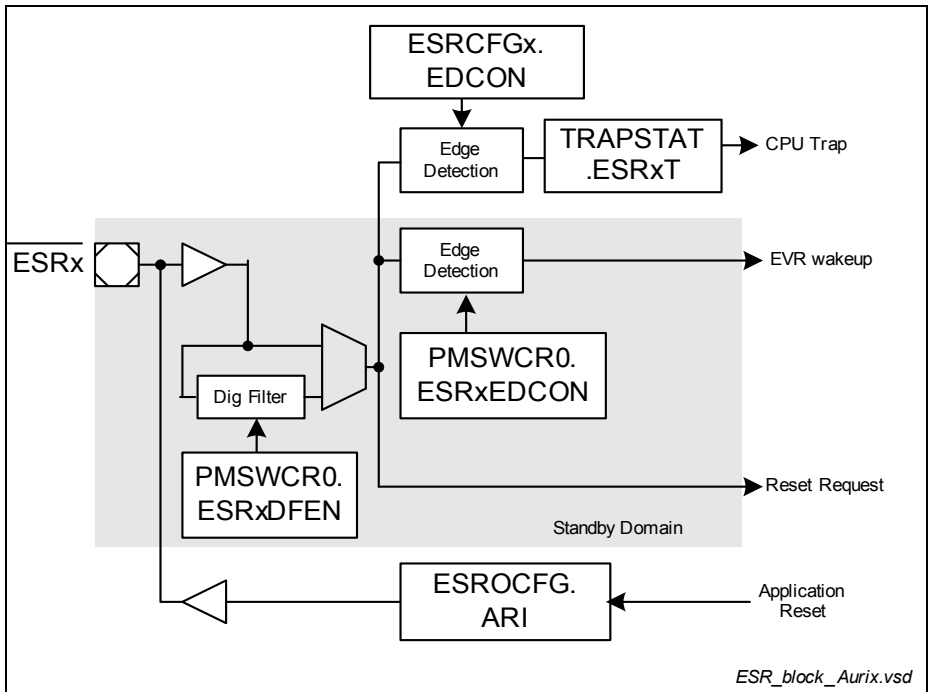 ESRCFGx.
EDCON
Edge
Detection
TRAPSTAT
.ESRxT
CPU Trap
ESRx
Edge
Detection
EVR wakeup
PMSWCR0.
ESRxEDCON
Dig Filter
PMSWCR0.
ESRxDFEN
Reset Request
Standby Domain
ESROCFG.
ARI
Application
Reset
ESR_block_Aurix.vsd